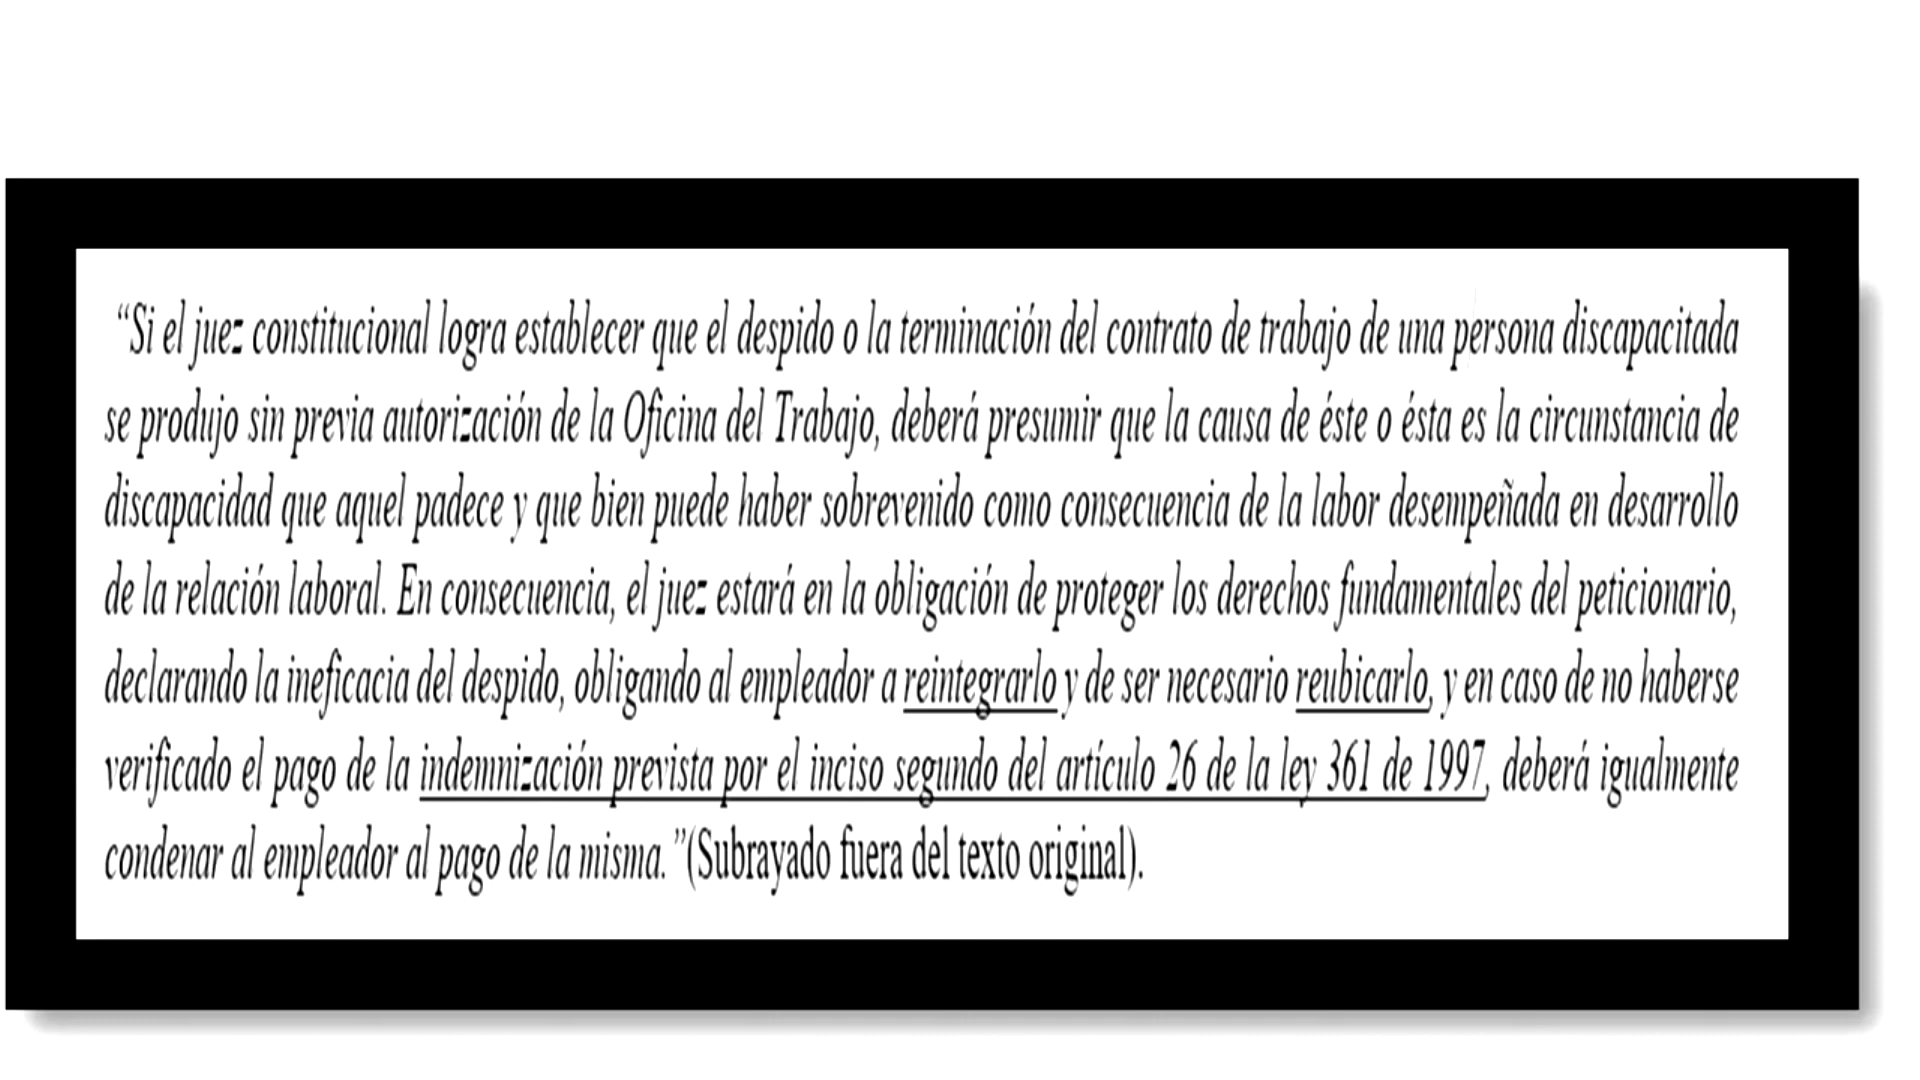 “Si el juez constitucional logra establecer que el despido o la terminación del contrato de trabajo de una persona discapacitada
se produjo sin previa autorización de la Oficina del Trabajo, deberá presumir que la causa de éste o ésta es la circunstancia de
discapacidad que aquel padece y que bien puede haber sobrevenido como consecuencia de la labor desempeñada en desarrollo
de la relación laboral. En consecuencia, el juez estará en la obligación de proteger los derechos fundamentales del peticionario,
declarando la ineficacia del despido, obligando al empleador a reintegrarlo y de ser necesario reubicarlo, y en caso de no haberse
verificado el pago de la indemnización prevista por el inciso segundo del artículo 26 de la ley 361 de 1997, deberá igualmente
condenar al empleador al pago de la misma.”(Subrayado fuera del texto original).